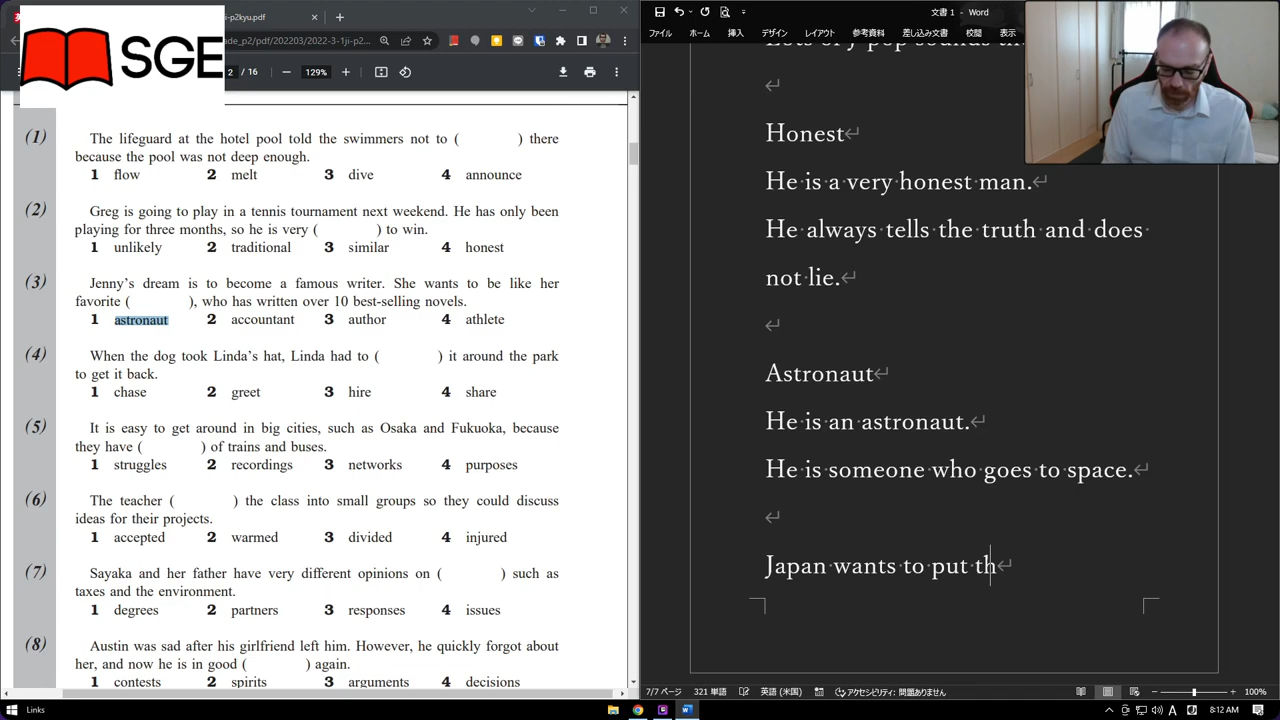 i-p2kyu.pdf
SGE
ade_p2/pdf/202203/2022-3-1ji-p2...
2 / 16
129%
(1) The lifeguard at the hotel pool told the swimmers not to ( ) there
because the pool was not deep enough.
1 flow 2 melt 3 dive 4 announce
(2) Greg is going to play in a tennis tournament next weekend. He has only been
playing for three months, so he is very ( ) to win.
1 unlikely 2 traditional 3 similar 4 honest
(3) Jenny's dream is to become a famous writer. She wants to be like her
favorite ( ), who has written over 10 best-selling novels.
1 astronaut 2 accountant 3 author 4 athlete
(4) When the dog took Linda's hat, Linda had to ( ) it around the park
to get it back.
1 chase 2 greet 3 hire 4 share
(5) It is easy to get around in big cities, such as Osaka and Fukuoka, because
they have ( ) of trains and buses.
1 struggles 2 recordings 3 networks 4 purposes
(6) The teacher ( ) the class into small groups so they could discuss
ideas for their projects.
1 accepted 2 warmed 3 divided 4 injured
(7) Sayaka and her father have very different opinions on ( ) such as
taxes and the environment.
1 degrees 2 partners 3 responses 4 issues
(8) Austin was sad after his girlfriend left him. However, he quickly forgot about
her, and now he is in good ( ) again.
1 contests 2 spirits 3 arguments 4 decisions
文書 1 - Word
ファイル ホーム 挿入 デザイン レイアウト 参考資料 差し込み文書 校閲 表示
Honest
He is a very honest man.
He always tells the truth and does
not lie.
Astronaut
He is an astronaut.
He is someone who goes to space.
Japan wants to put th
7/7 ページ 321 単語 英語 (米国) アクセシビリティ: 問題ありません 100%
Links
A 8:12 AM